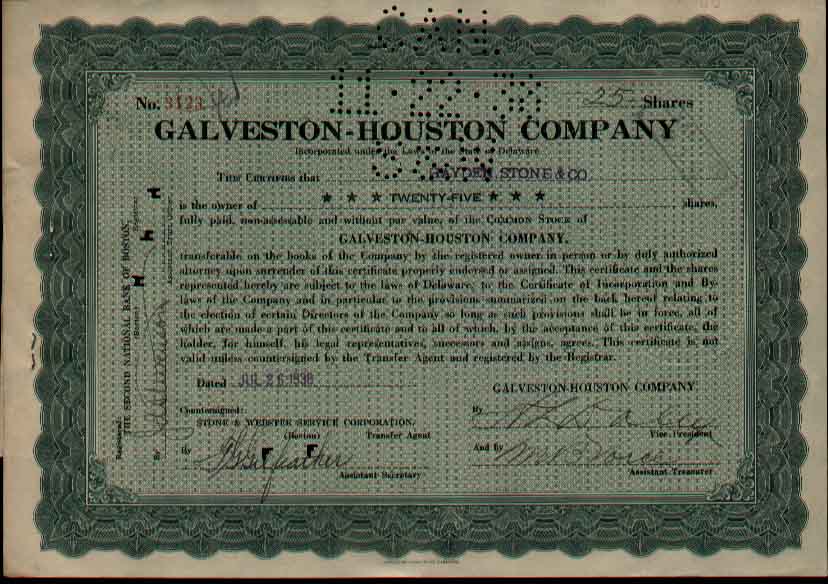 No. 3123
25 Shares
GALVESTON-HOUSTON COMPANY
Incorporated under the Laws of the State of Delaware
THIS CERTIFIES that HAYDEN, STONE & CO.
is the owner of ★ ★ ★ TWENTY-FIVE ★ ★ ★ shares,
fully paid, non-assessable and without par value, of the COMMON STOCK of
GALVESTON-HOUSTON COMPANY,
transferable on the books of the Company by the registered owner in person or by duly authorized
attorney upon surrender of this certificate properly endorsed or assigned. This certificate and the shares
represented hereby are subject to the laws of Delaware, to the Certificate of Incorporation and By
laws of the Company and in particular to the provisions summarized on the back hereof relating to
the election of certain Directors of the Company so long as such provisions shall be in force, all of
which are made a part of this certificate and to all of which, by the acceptance of this certificate, the
holder, for himself, his legal representatives, successors and assigns, agrees. This certificate is not
valid unless countersigned by the Transfer Agent and registered by the Registrar.
Dated JUL 26 1938
GALVESTON-HOUSTON COMPANY,
Countersigned:
STONE & WEBSTER SERVICE CORPORATION,
(Boston) Transfer Agent
By
Assistant Secretary
By
Vice President
And By
Assistant Treasurer
Registered:
THE SECOND NATIONAL BANK OF BOSTON,
(Boston) Registrar
By
H H H
F F